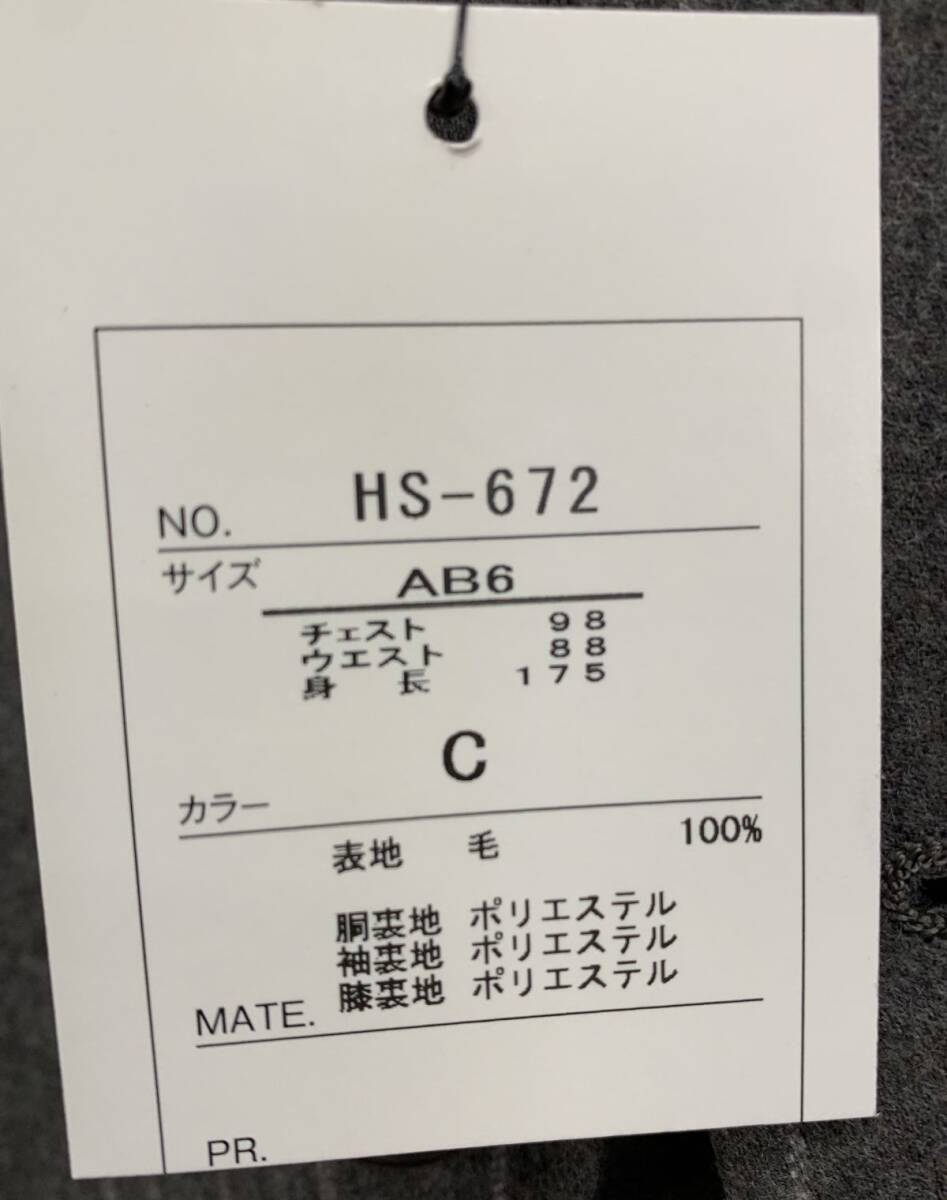 NO. HS-672
サイズ AB6
チェスト 98
ウエスト 88
身長 175
カラー C
表地 毛 100%
胴裏地 ポリエステル
袖裏地 ポリエステル
膝裏地 ポリエステル
MATE.
PR.